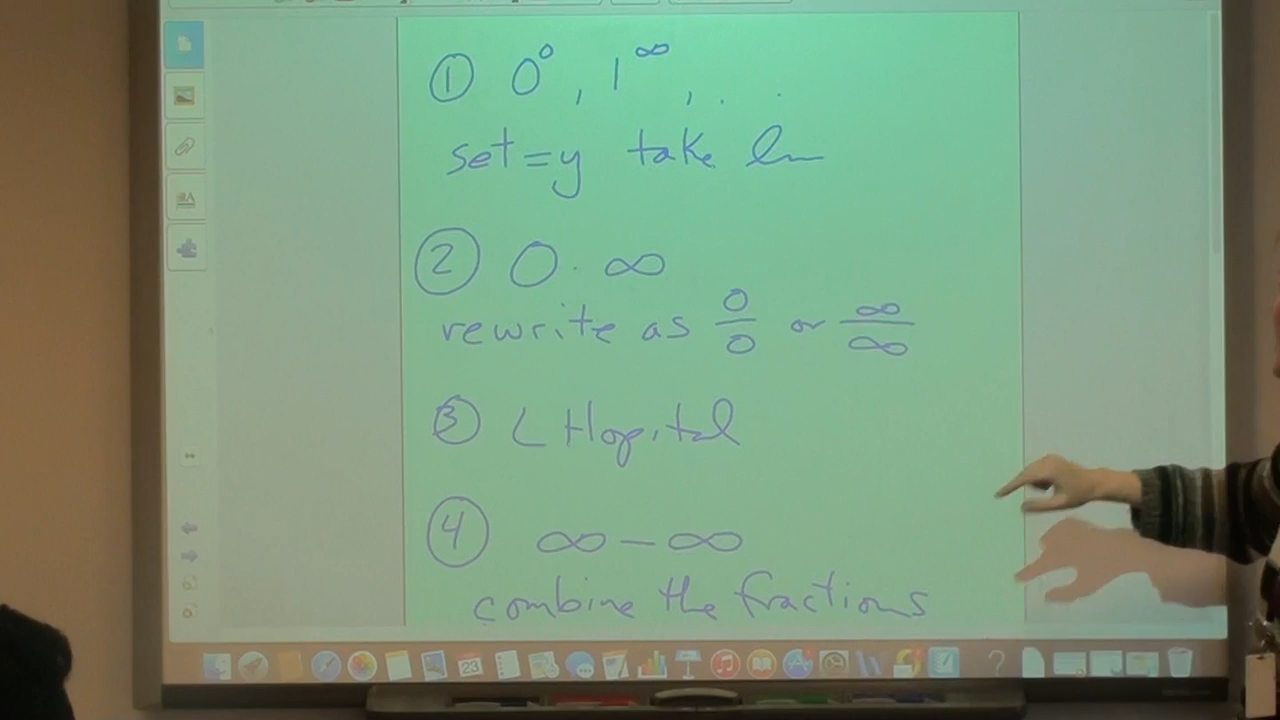 ① 0⁰, 1^∞, . .
set = y take ln
② 0 · ∞
rewrite as 0/0 or ∞/∞
③ L Hopital
④ ∞ - ∞
combine the fractions
23